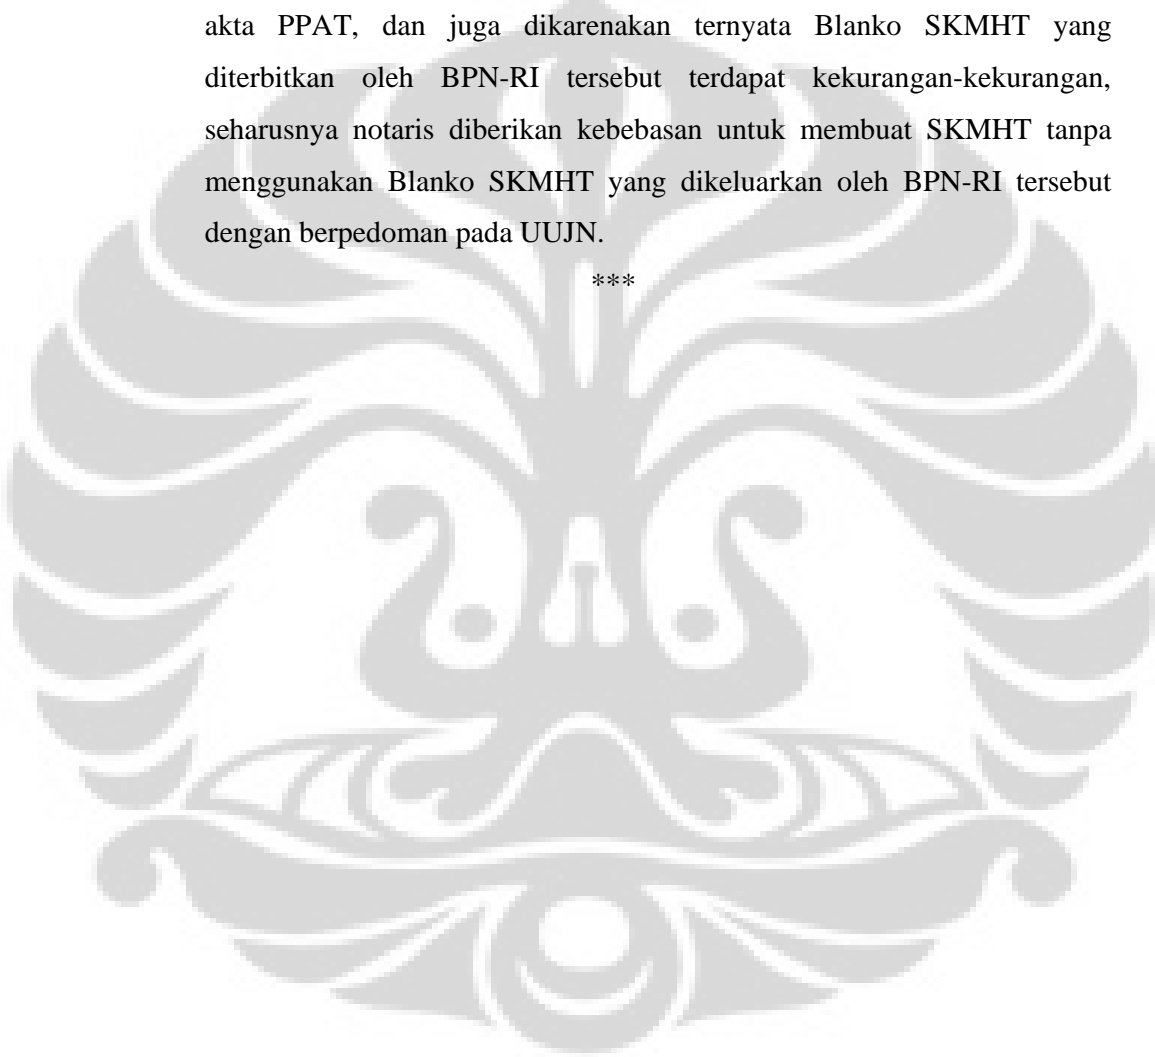 akta PPAT, dan juga dikarenakan ternyata Blanko SKMHT yang
diterbitkan oleh BPN-RI tersebut terdapat kekurangan-kekurangan,
seharusnya notaris diberikan kebebasan untuk membuat SKMHT tanpa
menggunakan Blanko SKMHT yang dikeluarkan oleh BPN-RI tersebut
dengan berpedoman pada UUJN.
***